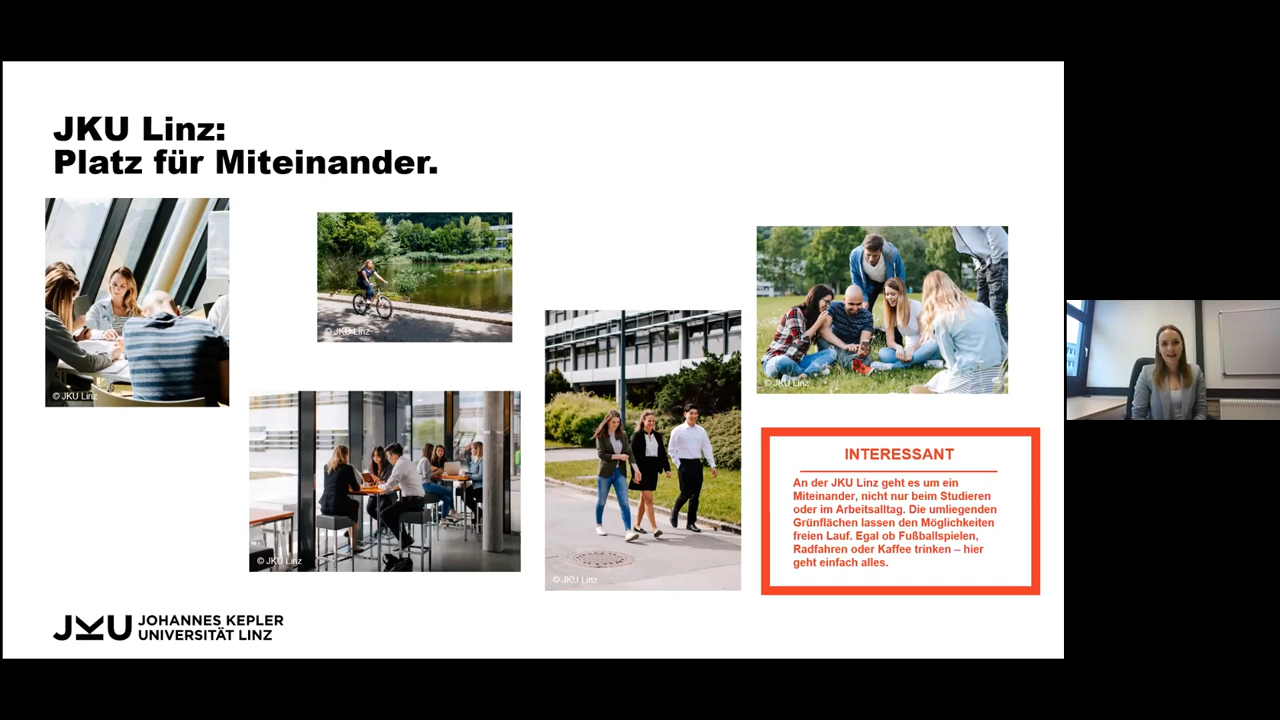 JKU Linz:
Platz für Miteinander.
© JKU Linz
© JKU Linz
© JKU Linz
© JKU Linz
© JKU Linz
INTERESSANT
An der JKU Linz geht es um ein
Miteinander, nicht nur beim Studieren
oder im Arbeitsalltag. Die umliegenden
Grünflächen lassen den Möglichkeiten
freien Lauf. Egal ob Fußballspielen,
Radfahren oder Kaffee trinken – hier
geht einfach alles.
JKU JOHANNES KEPLER
UNIVERSITÄT LINZ